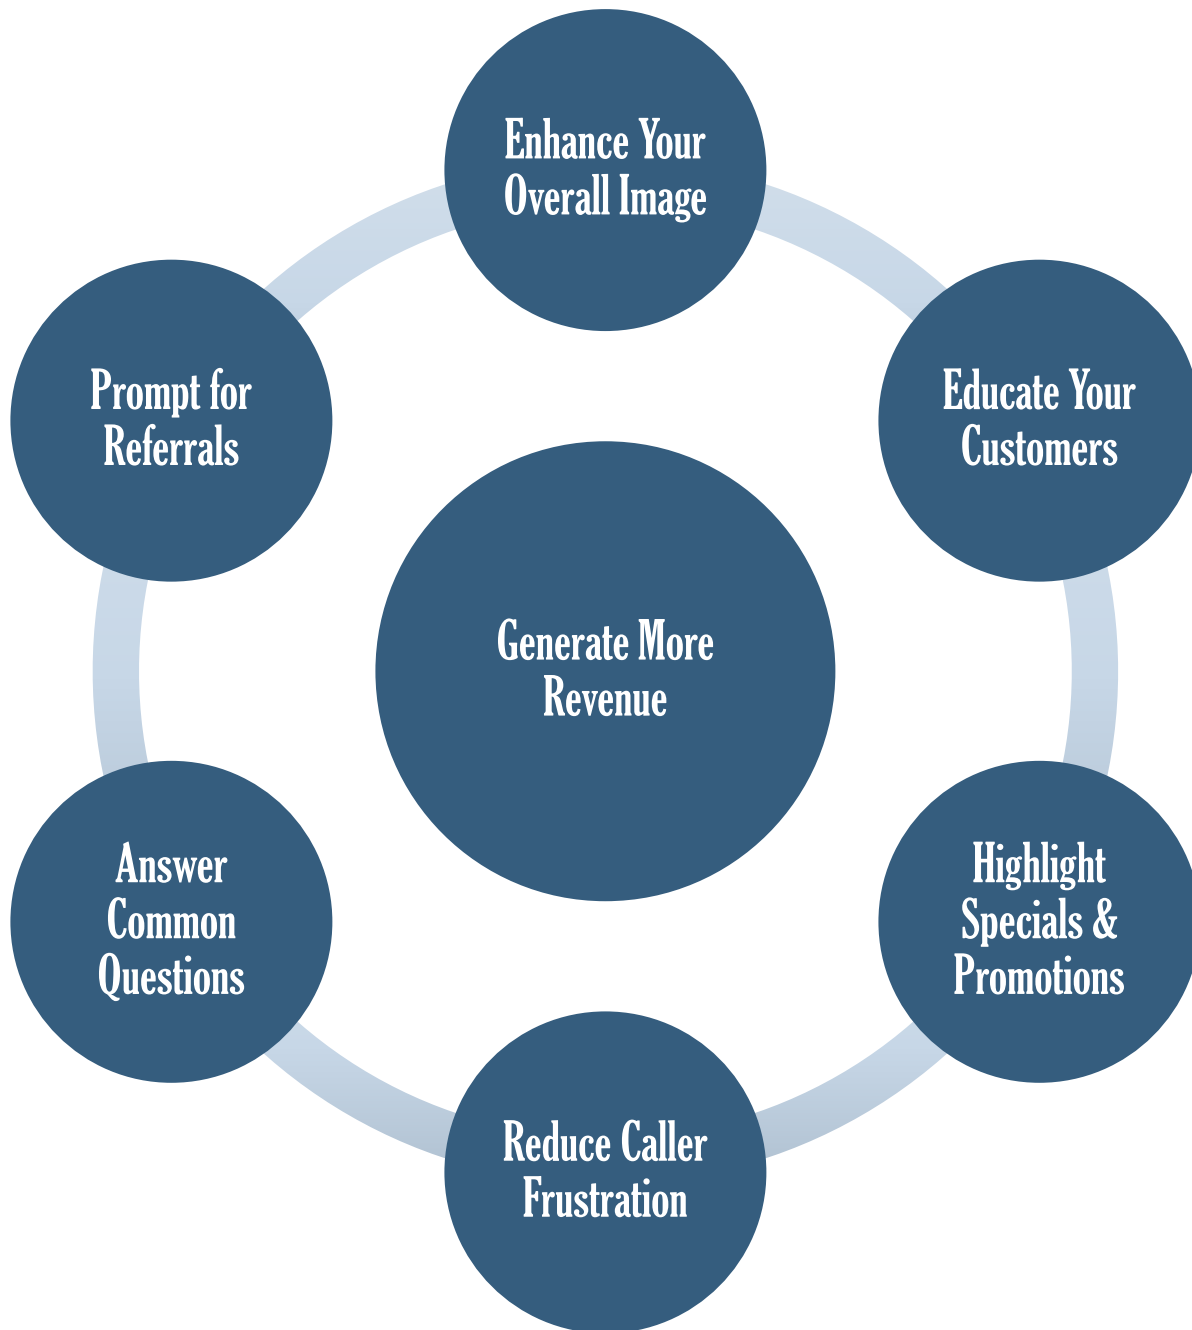 Enhance Your
Overall Image
Educate Your
Customers
Highlight
Specials &
Promotions
Reduce Caller
Frustration
Answer
Common
Questions
Prompt for
Referrals
Generate More
Revenue